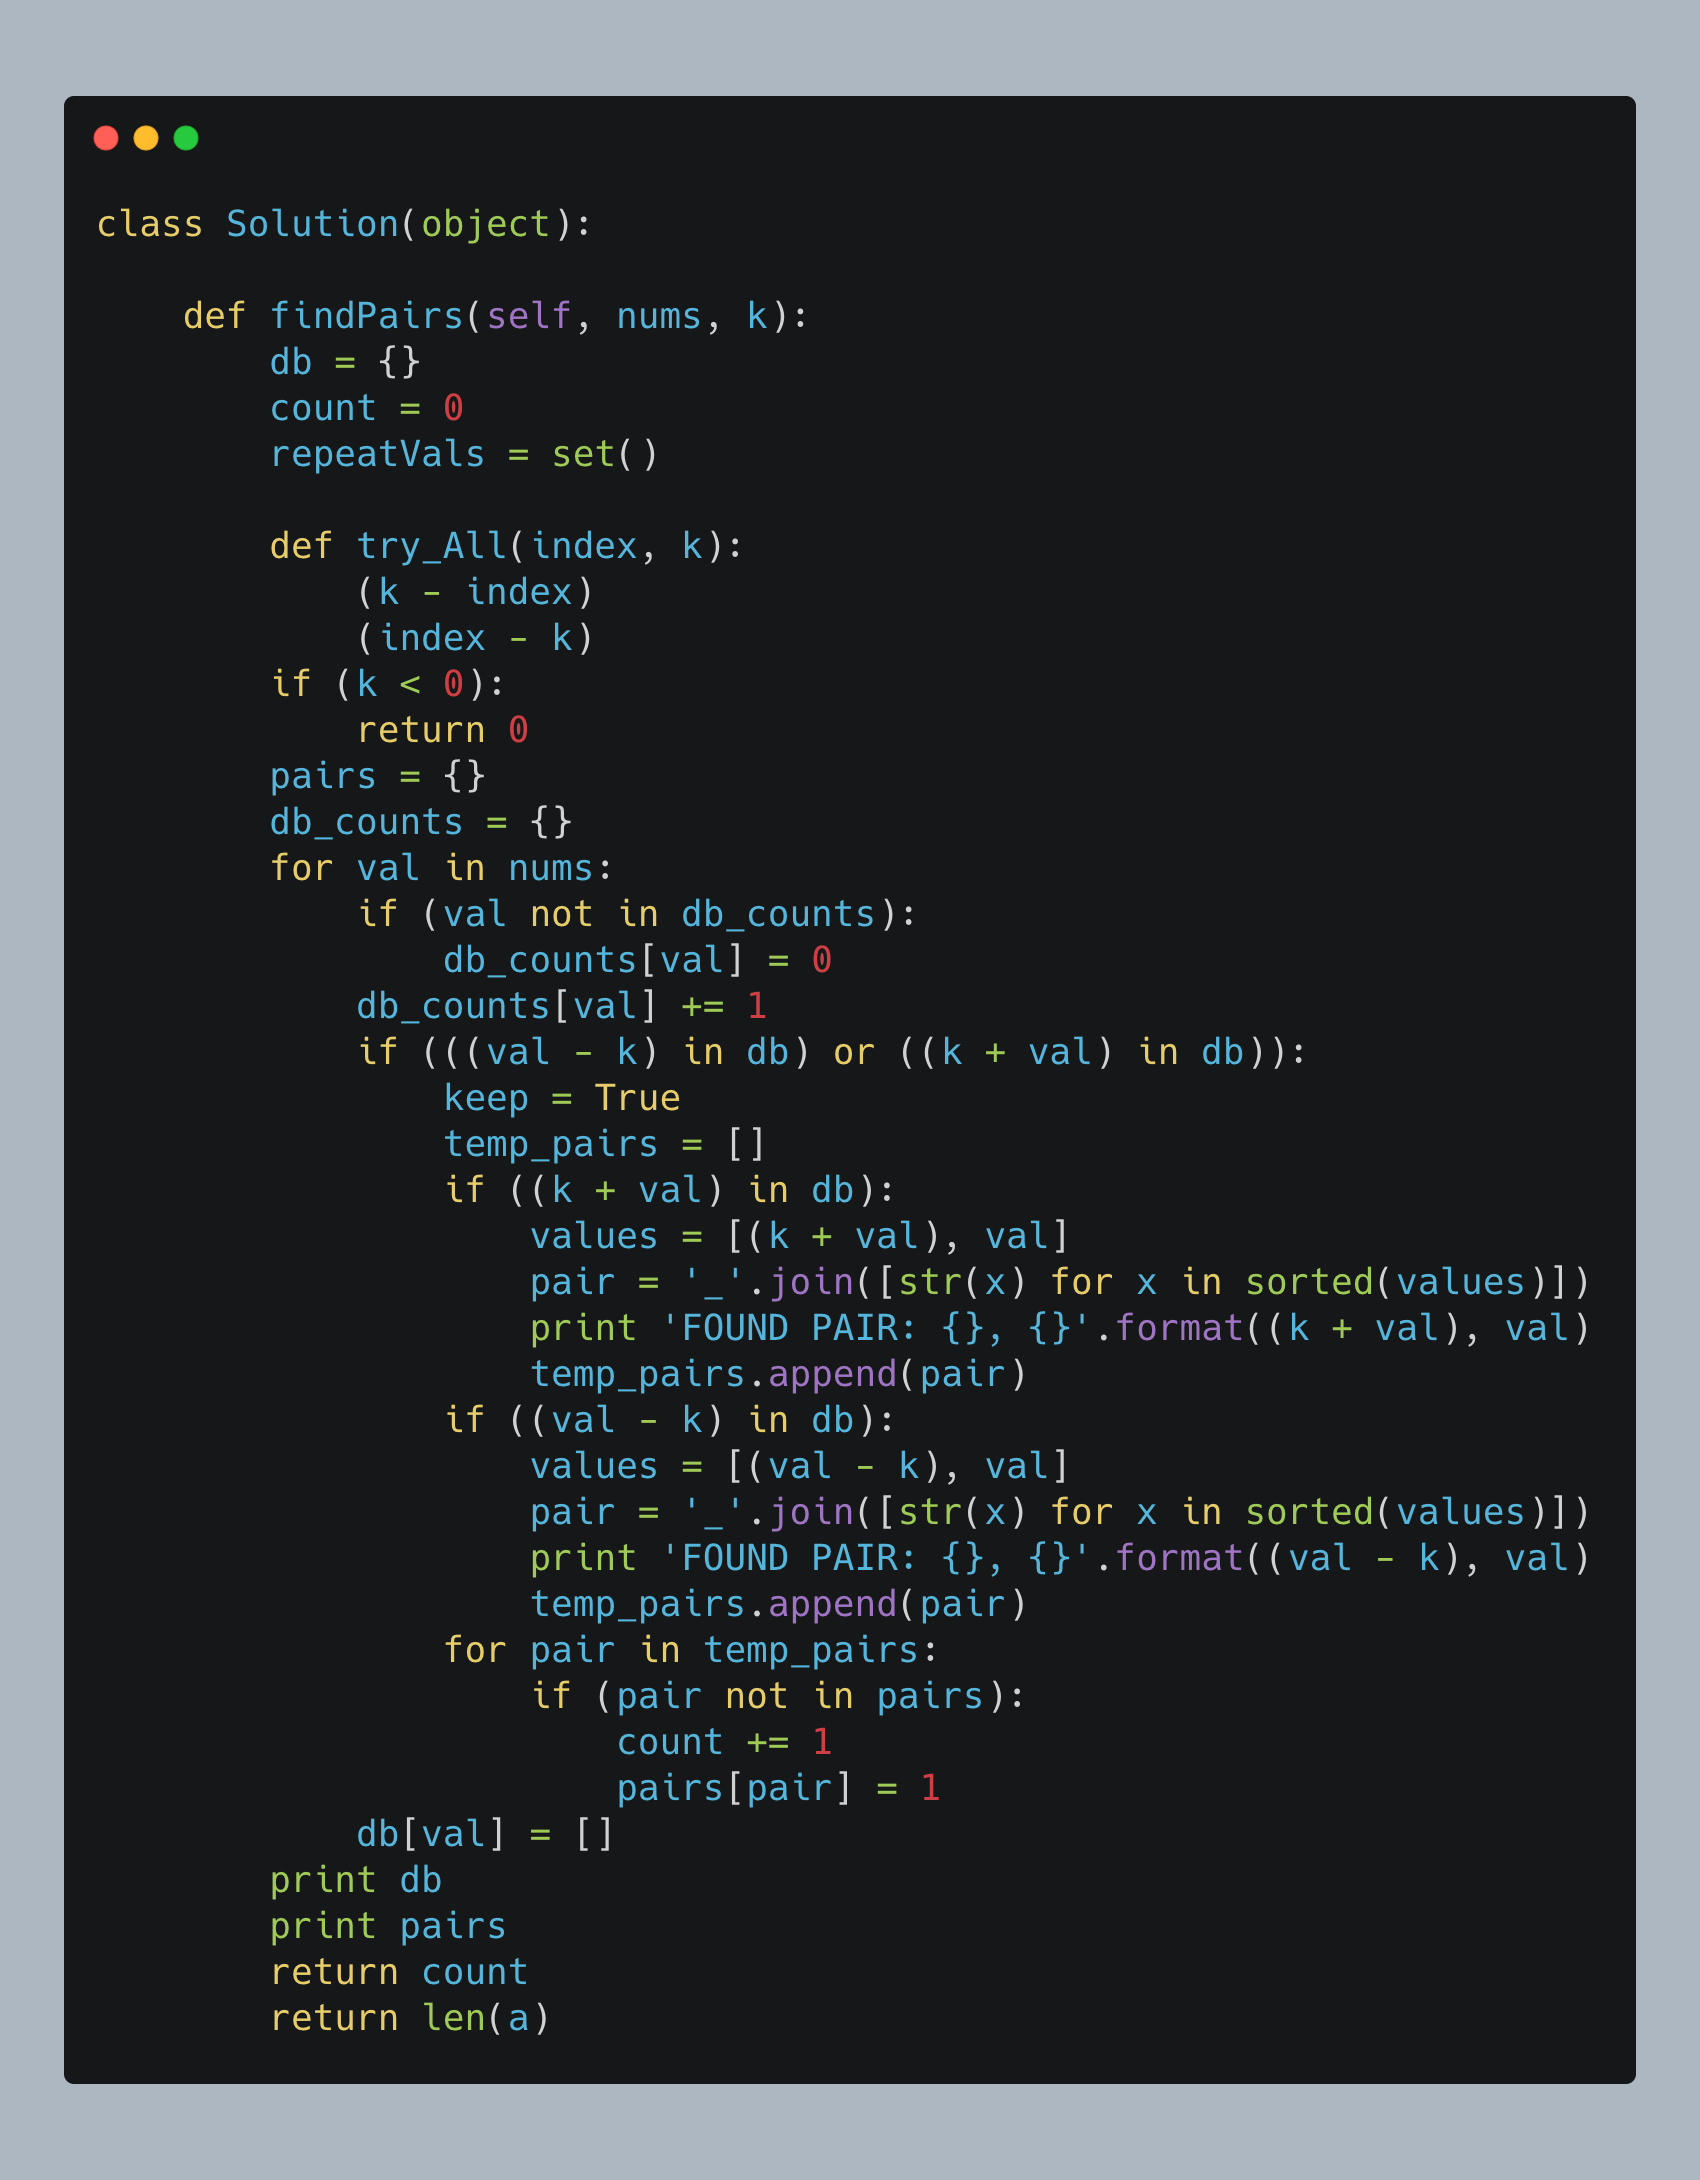 class Solution(object):

    def findPairs(self, nums, k):
        db = {}
        count = 0
        repeatVals = set()

        def try_All(index, k):
            (k - index)
            (index - k)
        if (k < 0):
            return 0
        pairs = {}
        db_counts = {}
        for val in nums:
            if (val not in db_counts):
                db_counts[val] = 0
            db_counts[val] += 1
            if (((val - k) in db) or ((k + val) in db)):
                keep = True
                temp_pairs = []
                if ((k + val) in db):
                    values = [(k + val), val]
                    pair = '_'.join([str(x) for x in sorted(values)])
                    print 'FOUND PAIR: {}, {}'.format((k + val), val)
                    temp_pairs.append(pair)
                if ((val - k) in db):
                    values = [(val - k), val]
                    pair = '_'.join([str(x) for x in sorted(values)])
                    print 'FOUND PAIR: {}, {}'.format((val - k), val)
                    temp_pairs.append(pair)
                for pair in temp_pairs:
                    if (pair not in pairs):
                        count += 1
                        pairs[pair] = 1
            db[val] = []
        print db
        print pairs
        return count
        return len(a)